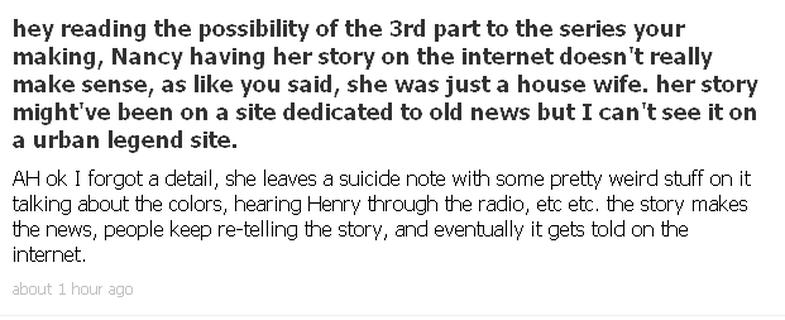 hey reading the possibility of the 3rd part to the series your
making, Nancy having her story on the internet doesn't really
make sense, as like you said, she was just a house wife. her story
might've been on a site dedicated to old news but I can't see it on
a urban legend site.
AH ok I forgot a detail, she leaves a suicide note with some pretty weird stuff on it
talking about the colors, hearing Henry through the radio, etc etc. the story makes
the news, people keep re-telling the story, and eventually it gets told on the
internet.
about 1 hour ago